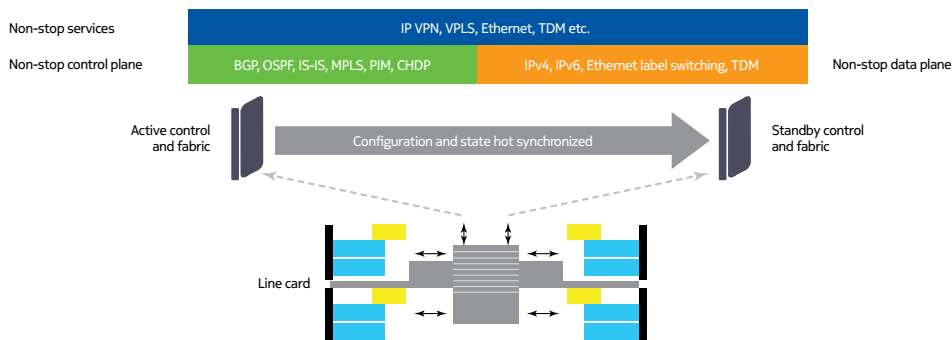 Non-stop services
IP VPN, VPLS, Ethernet, TDM etc.
Non-stop control plane
BGP, OSPF, IS-IS, MPLS, PIM, CHDP
IPv4, IPv6, Ethernet label switching, TDM
Non-stop data plane
Active control
and fabric
Configuration and state hot synchronized
Standby control
and fabric
Line card